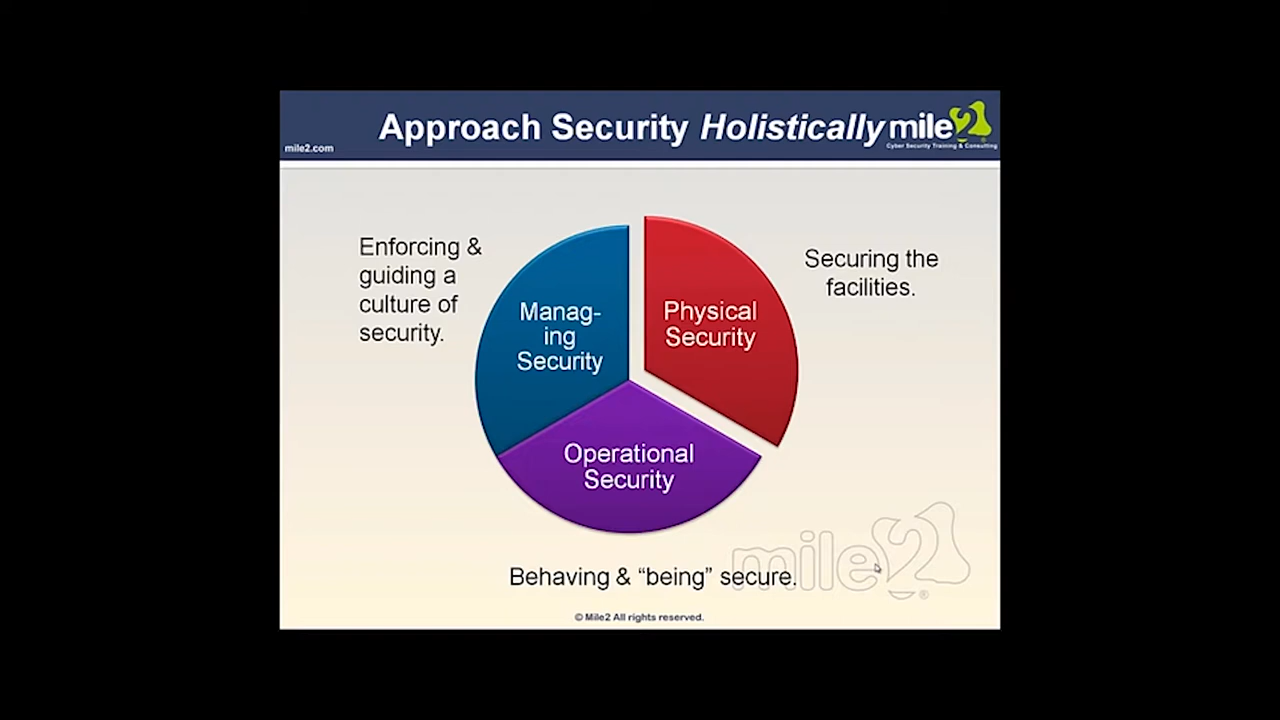 Approach Security Holistically
mile2
Cyber Security Training & Consulting
mile2.com
Enforcing &
guiding a
culture of
security.
Manag-
ing
Security
Physical
Security
Securing the
facilities.
Operational
Security
Behaving & “being” secure.
mile2
®
© Mile2 All rights reserved.